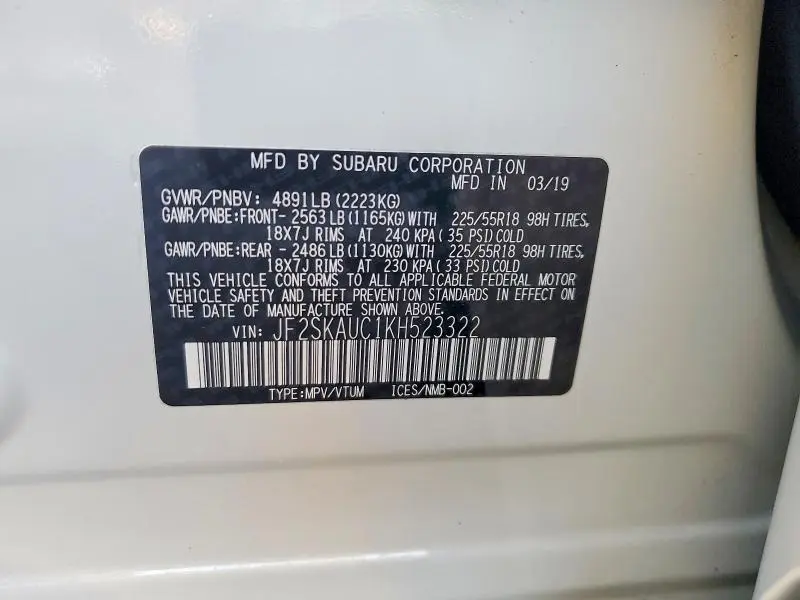 MFD BY SUBARU CORPORATION
MFD IN 03/19
GVWR/PNBV: 4891LB(2223KG)
GAWR/PNBE:FRONT-2563LB(1165KG)WITH 225/55R18 98H TIRES,
18X7J RIMS AT 240 KPA(35 PSI)COLD
GAWR/PNBE:REAR -2486LB(1130KG)WITH 225/55R18 98H TIRES,
18X7J RIMS AT 230 KPA(33 PSI)COLD
THIS VEHICLE CONFORMS TO ALL APPLICABLE FEDERAL MOTOR
VEHICLE SAFETY AND THEFT PREVENTION STANDARDS IN EFFECT ON
THE DATE OF MANUFACTURE SHOWN ABOVE.
VIN: JF2SKAUC1KH523322
TYPE:MPV/VTUM ICES/NMB-002